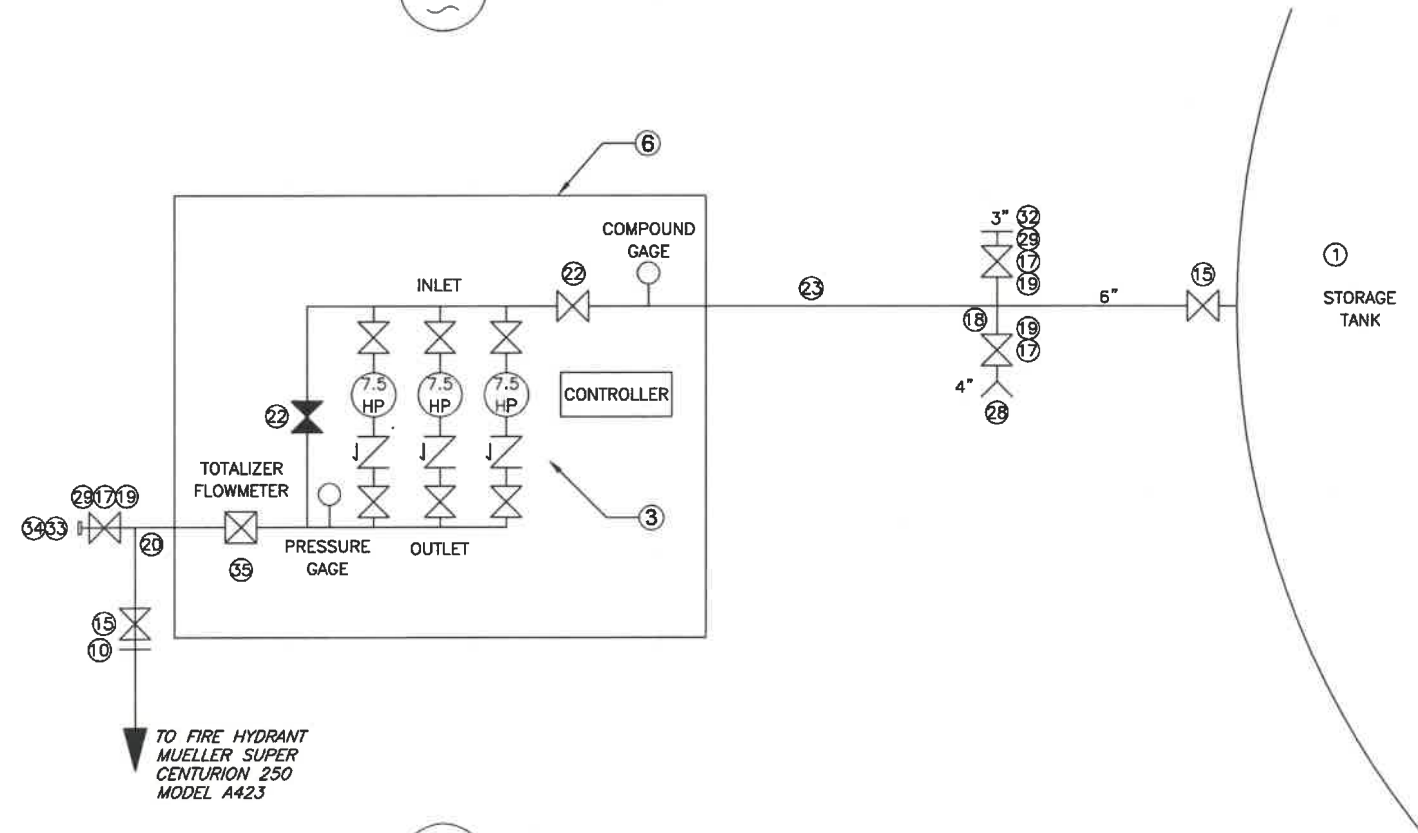 6
COMPOUND
GAGE
3" 32
29
17
19
1
STORAGE
TANK
22
INLET
23
18
6"
15
19
17
4"
28
7.5
HP
7.5
HP
7.5
HP
CONTROLLER
22
TOTALIZER
FLOWMETER
29 17 19
34 33
20
35
PRESSURE
GAGE
OUTLET
3
15
10
TO FIRE HYDRANT
MUELLER SUPER
CENTURION 250
MODEL A423